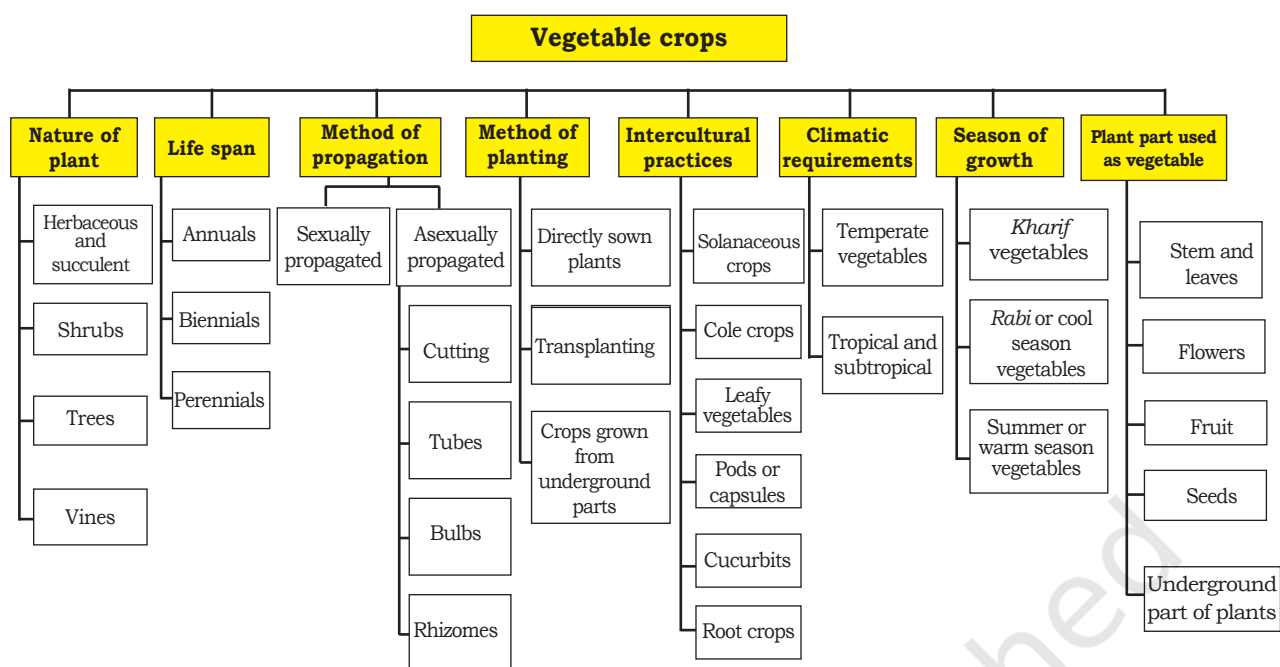 Vegetable crops
Nature of
plant
Life span
Method of
propagation
Method of
planting
Intercultural
practices
Climatic
requirements
Season of
growth
Plant part used
as vegetable
Herbaceous
and
succulent
Shrubs
Trees
Vines
Annuals
Biennials
Perennials
Sexually
propagated
Asexually
propagated
Cutting
Tubes
Bulbs
Rhizomes
Directly sown
plants
Transplanting
Crops grown
from
underground
parts
Solanaceous
crops
Cole crops
Leafy
vegetables
Pods or
capsules
Cucurbits
Root crops
Temperate
vegetables
Tropical and
subtropical
Kharif
vegetables
Rabi or cool
season
vegetables
Summer or
warm season
vegetables
Stem and
leaves
Flowers
Fruit
Seeds
Underground
part of plants
hed